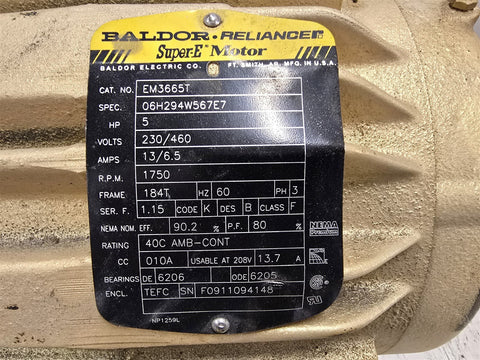 BALDOR • RELIANCE
Super-E® Motor
BALDOR ELECTRIC CO. FT. SMITH, AR. MFG. IN U.S.A.
CAT. NO. EM3665T
SPEC. 06H294W567E7
HP 5
VOLTS 230/460
AMPS 13/6.5
R.P.M. 1750
FRAME 184T HZ 60 PH 3
SER. F. 1.15 CODE K DES B CLASS F
NEMA NOM. EFF. 90.2 % P.F. 80 %
NEMA
Premium
RATING 40C AMB-CONT
CC 010A USABLE AT 208V 13.7 A
BEARINGS DE 6206 ODE 6205
ENCL. TEFC SN F0911094148
NP1259L